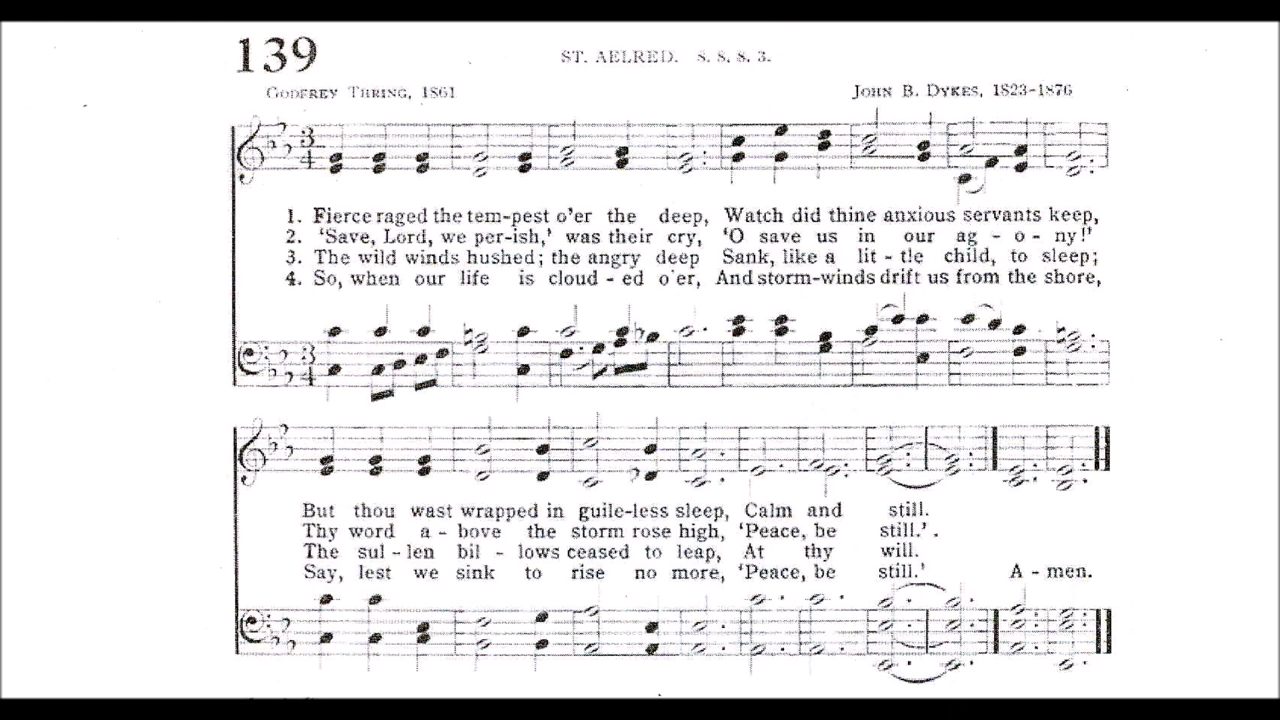 139
ST. AELRED. 8. 8. 8. 3.
GODFREY THRING, 1861
JOHN B. DYKES, 1823-1876
1. Fierce raged the tem-pest o'er the deep, Watch did thine anxious servants keep,
2. 'Save, Lord, we per-ish,' was their cry, 'O save us in our ag - o - ny!'
3. The wild winds hushed; the angry deep Sank, like a lit - tle child, to sleep;
4. So, when our life is cloud - ed o'er, And storm-winds drift us from the shore,
But thou wast wrapped in guile-less sleep, Calm and still.
Thy word a - bove the storm rose high, 'Peace, be still.' .
The sul - len bil - lows ceased to leap, At thy will.
Say, lest we sink to rise no more, 'Peace, be still.' A - men.